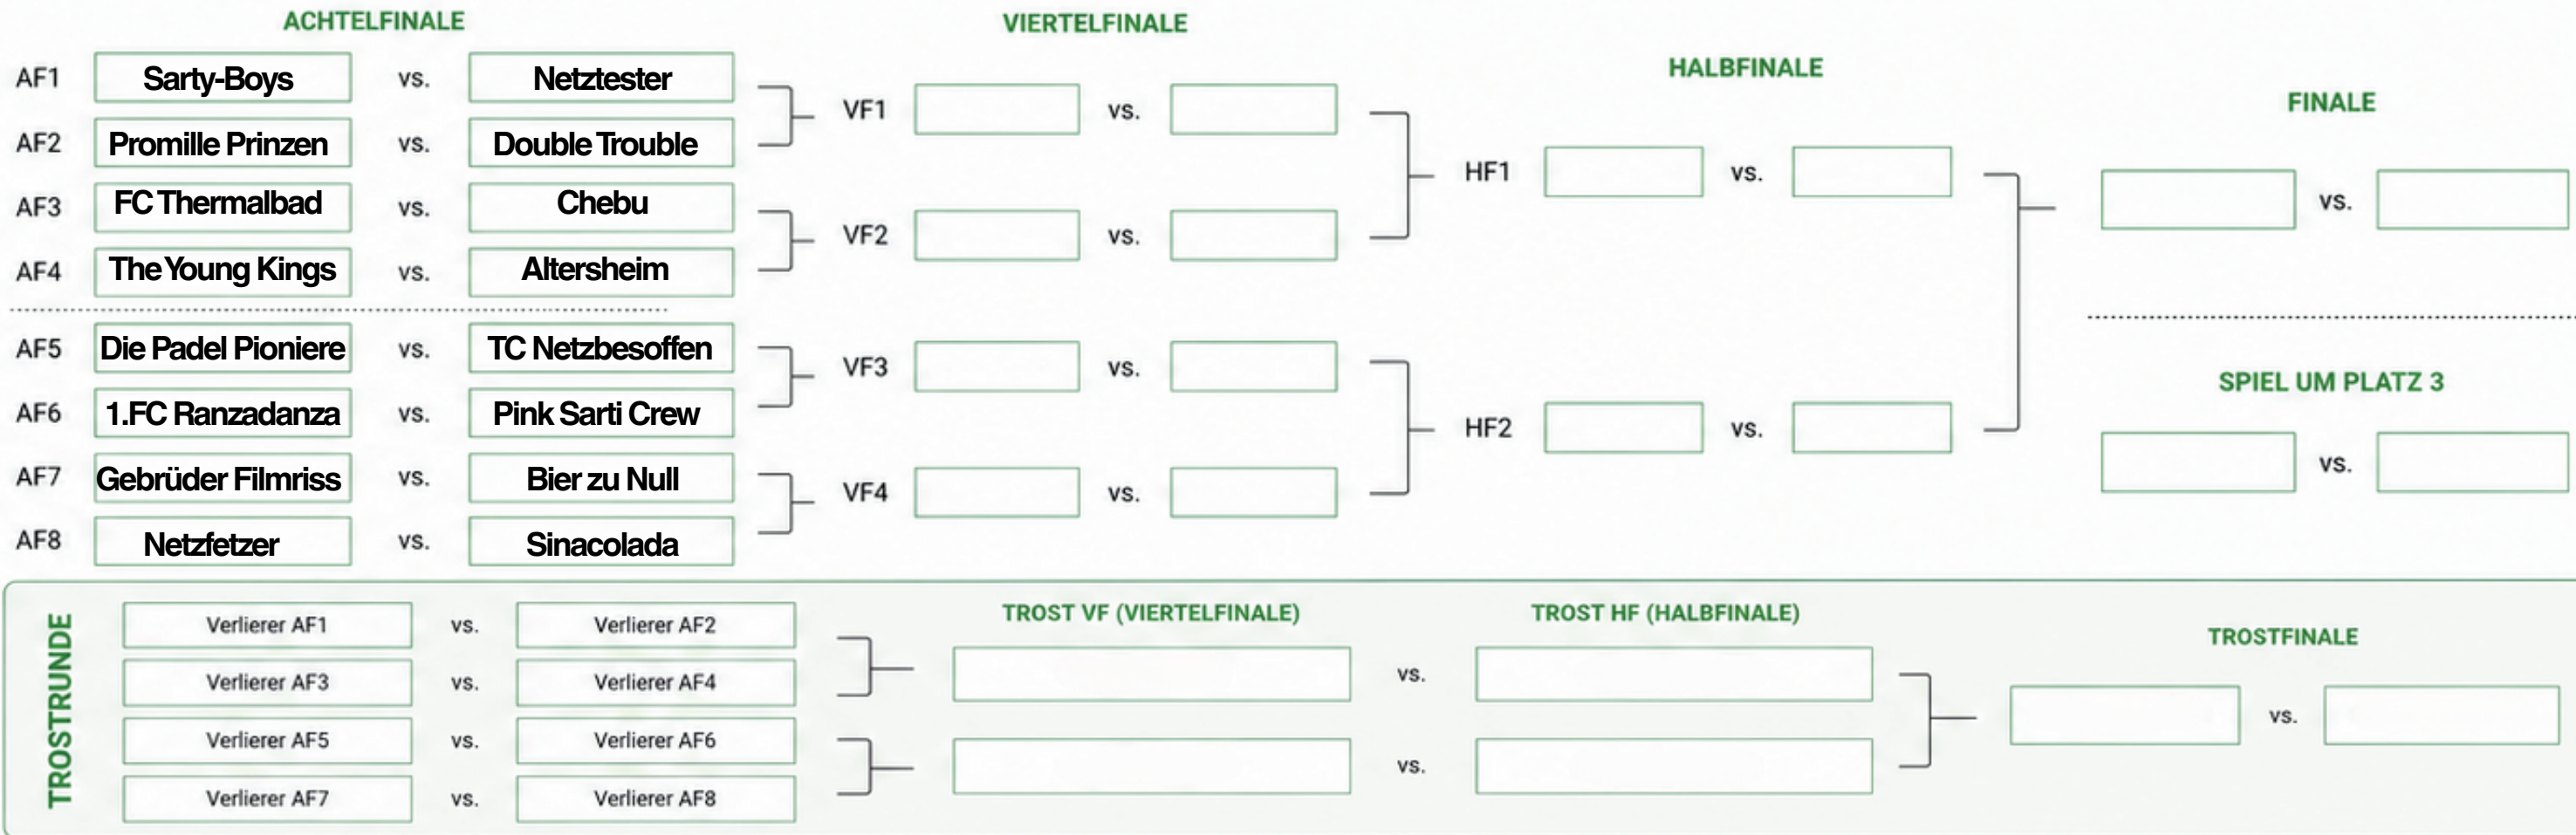 ACHTELFINALE
AF1 Sarty-Boys vs. Netztester
AF2 Promille Prinzen vs. Double Trouble
AF3 FC Thermalbad vs. Chebu
AF4 The Young Kings vs. Altersheim
AF5 Die Padel Pioniere vs. TC Netzbesoffen
AF6 1.FC Ranzadanza vs. Pink Sarti Crew
AF7 Gebrüder Filmriss vs. Bier zu Null
AF8 Netzfetzer vs. Sinacolada
VIERTELFINALE
VF1 vs.
VF2 vs.
VF3 vs.
VF4 vs.
HALBFINALE
HF1 vs.
HF2 vs.
FINALE
vs.
SPIEL UM PLATZ 3
vs.
TROSTRUNDE
Verlierer AF1 vs. Verlierer AF2
Verlierer AF3 vs. Verlierer AF4
Verlierer AF5 vs. Verlierer AF6
Verlierer AF7 vs. Verlierer AF8
TROST VF (VIERTELFINALE)
TROST HF (HALBFINALE)
vs.
vs.
TROSTFINALE
vs.